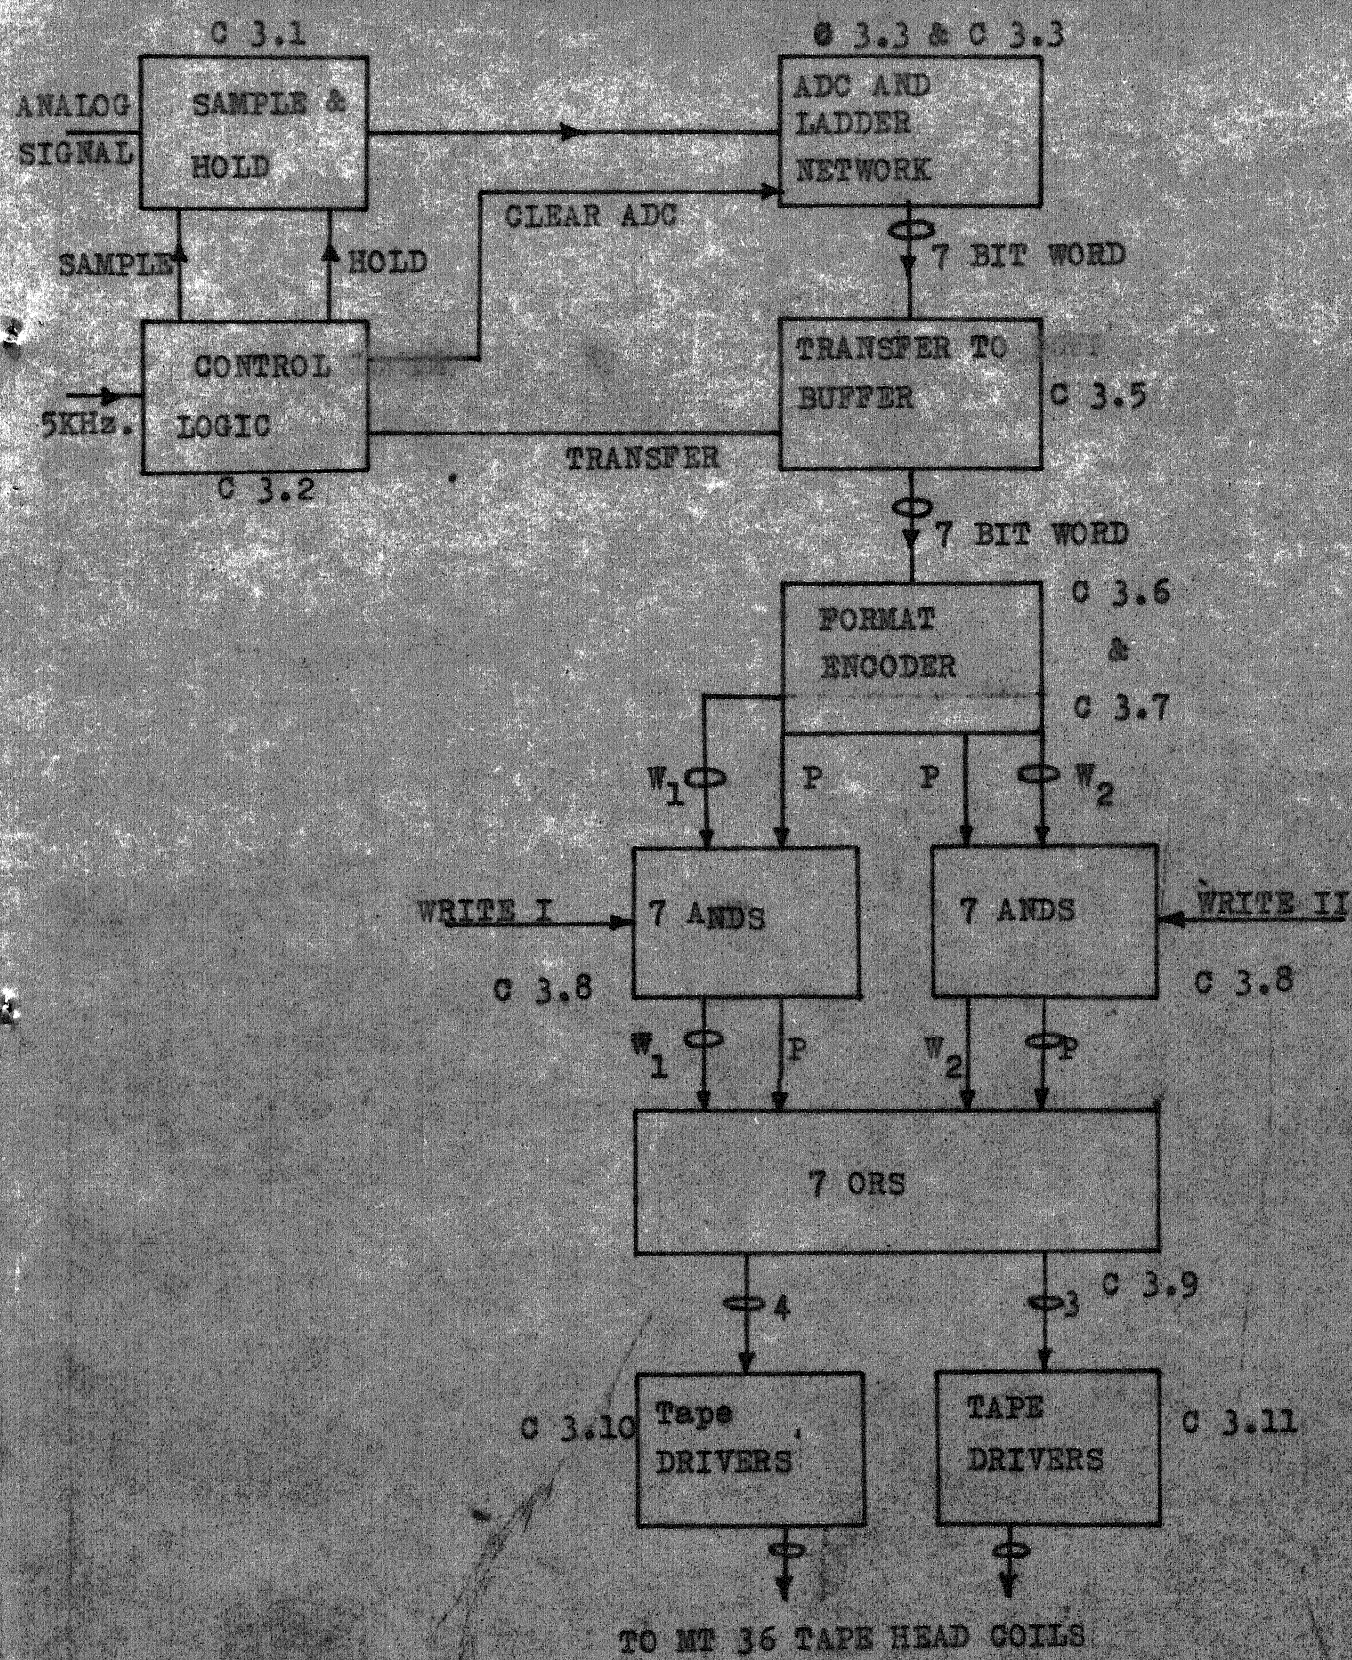 C 3.1
3.3 & C 3.3
ANALOG
SIGNAL
SAMPLE &
HOLD
ADC AND
LADDER
NETWORK
CLEAR ADC
SAMPLE
HOLD
7 BIT WORD
CONTROL
LOGIC
TRANSFER TO
BUFFER
C 3.5
5KHz.
TRANSFER
C 3.2
7 BIT WORD
FORMAT
ENCODER
C 3.6
&
C 3.7
W1
P
P
W2
WRITE I
7 ANDS
7 ANDS
WRITE II
C 3.8
C 3.8
W1
P
W2
P
7 ORS
C 3.9
4
3
C 3.10
Tape
DRIVERS
TAPE
DRIVERS
C 3.11
TO MT 36 TAPE HEAD COILS